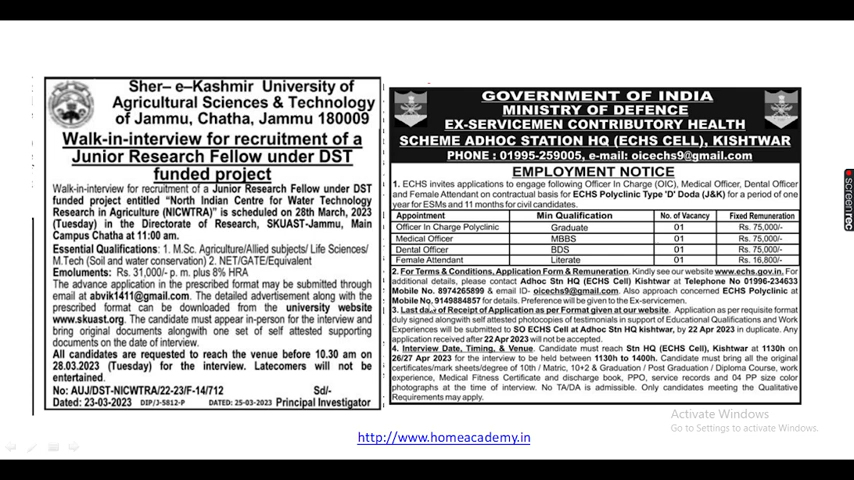 Sher– e–Kashmir University of
Agricultural Sciences & Technology
of Jammu, Chatha, Jammu 180009
Walk-in-interview for recruitment of a
Junior Research Fellow under DST
funded project
Walk-in-interview for recruitment of a Junior Research Fellow under DST
funded project entitled "North Indian Centre for Water Technology
Research in Agriculture (NICWTRA) is scheduled on 28th March, 2023
(Tuesday) in the Directorate of Research, SKUAST-Jammu, Main
Campus Chatha at 11:00 am.
Essential Qualifications: 1. M.Sc. Agriculture/Allied subjects/ Life Sciences/
M.Tech (Soil and water conservation) 2. NET/GATE/Equivalent
Emoluments: Rs. 31,000/- p. m. plus 8% HRA
The advance application in the prescribed format may be submitted through
email at abvik1411@gmail.com. The detailed advertisement along with the
prescribed format can be downloaded from the university website
www.skuast.org. The candidate must appear in-person for the interview and
bring original documents alongwith one set of self attested supporting
documents on the date of interview.
All candidates are requested to reach the venue before 10.30 am on
28.03.2023 (Tuesday) for the interview. Latecomers will not be
entertained.
No: AUJ/DST-NICWTRA/22-23/F-14/712 Sd/-
Dated: 23-03-2023 DIP/J-5812-P DATED: 25-03-2023 Principal Investigator
GOVERNMENT OF INDIA
MINISTRY OF DEFENCE
EX-SERVICEMEN CONTRIBUTORY HEALTH
SCHEME ADHOC STATION HQ (ECHS CELL), KISHTWAR
PHONE : 01995-259005, e-mail: oicechs9@gmail.com
EMPLOYMENT NOTICE
1. ECHS invites applications to engage following Officer In Charge (OIC), Medical Officer, Dental Officer
and Female Attendant on contractual basis for ECHS Polyclinic Type 'D' Doda (J&K) for a period of one
year for ESMs and 11 months for civil candidates.
Appointment Min Qualification No. of Vacancy Fixed Remuneration
Officer In Charge Polyclinic Graduate 01 Rs. 75,000/-
Medical Officer MBBS 01 Rs. 75,000/-
Dental Officer BDS 01 Rs. 75,000/-
Female Attendant Literate 01 Rs. 16,800/-
2. For Terms & Conditions, Application Form & Remuneration. Kindly see our website www.echs.gov.in. For
additional details, please contact Adhoc Stn HQ (ECHS Cell) Kishtwar at Telephone No 01996-234633
Mobile No. 8974265899 & email ID- oicechs9@gmail.com. Also approach concerned ECHS Polyclinic at
Mobile No. 9149884857 for details. Preference will be given to the Ex-servicemen.
3. Last date of Receipt of Application as per Format given at our website. Application as per requisite format
duly signed alongwith self attested photocopies of testimonials in support of Educational Qualifications and Work
Experiences will be submitted to SO ECHS Cell at Adhoc Stn HQ kishtwar, by 22 Apr 2023 in duplicate. Any
application received after 22 Apr 2023 will not be accepted.
4. Interview Date, Timing, & Venue. Candidate must reach Stn HQ (ECHS Cell), Kishtwar at 1130h on
26/27 Apr 2023 for the interview to be held between 1130h to 1400h. Candidate must bring all the original
certificates/mark sheets/degree of 10th / Matric, 10+2 & Graduation / Post Graduation / Diploma Course, work
experience, Medical Fitness Certificate and discharge book, PPO, service records and 04 PP size color
photographs at the time of interview. No TA/DA is admissible. Only candidates meeting the Qualitative
Requirements may apply.
http://www.homeacademy.in
Activate Windows
Go to Settings to activate Windows.
screenrec